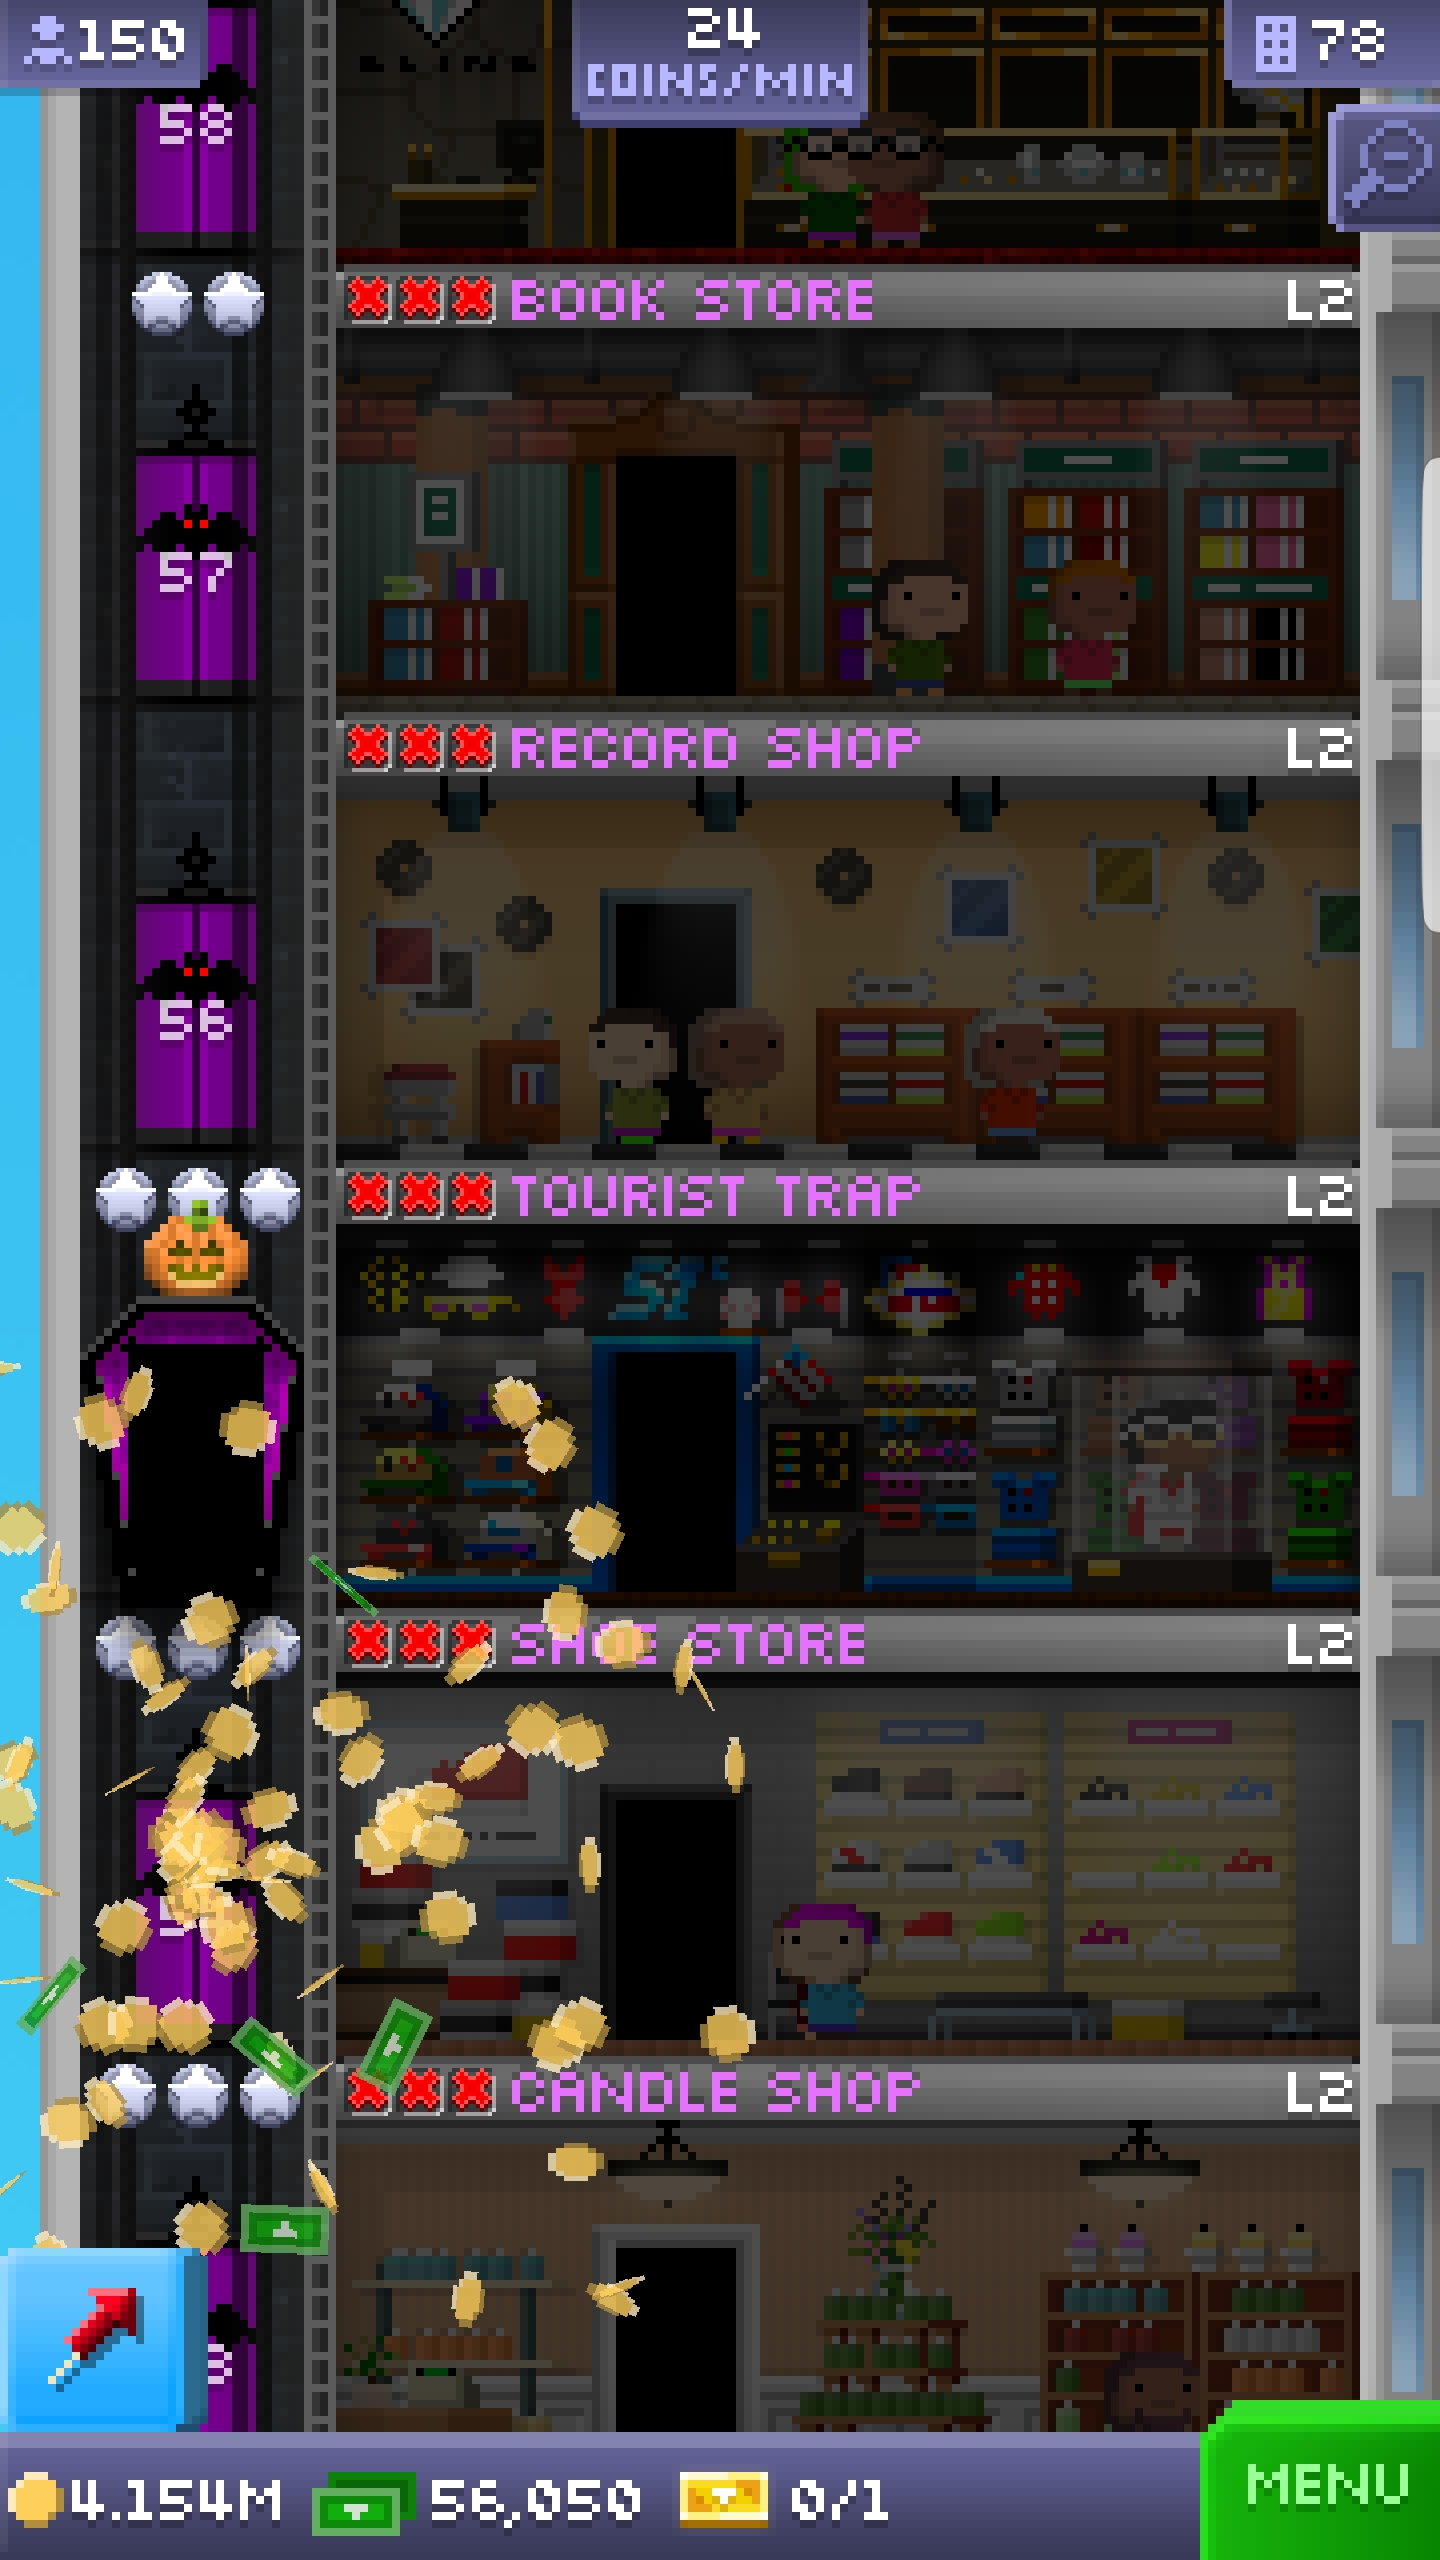 150
24
COINS/MIN
78
58
BOOK STORE L2
57
RECORD SHOP L2
56
TOURIST TRAP L2
SHOE STORE L2
CANDLE SHOP L2
4.154M 56,050 0/1
MENU